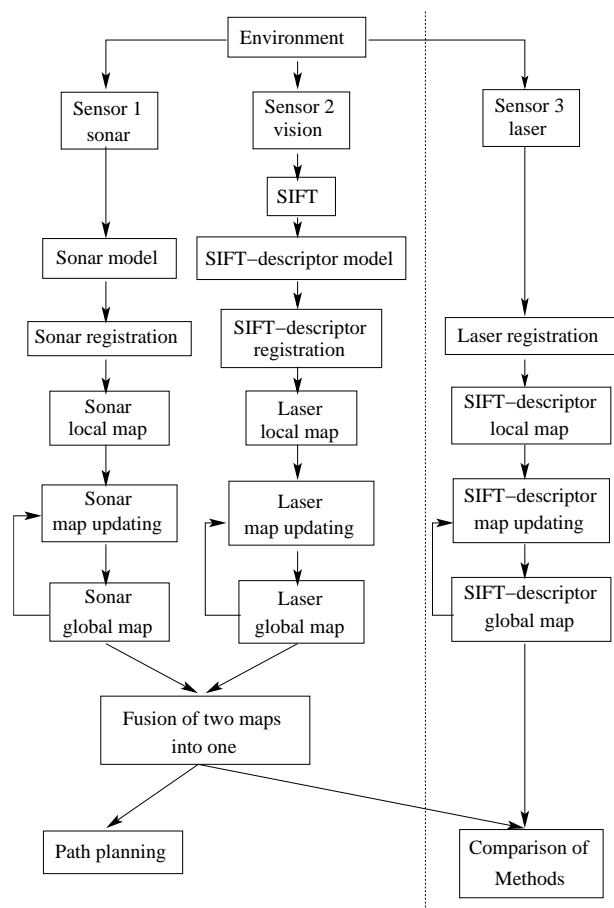 Environment
Sensor 1
sonar
Sensor 2
vision
Sensor 3
laser
SIFT
Sonar model
SIFT−descriptor model
Sonar registration
SIFT−descriptor
registration
Laser registration
Sonar
local map
Laser
local map
SIFT−descriptor
local map
Sonar
map updating
Laser
map updating
SIFT−descriptor
map updating
Sonar
global map
Laser
global map
SIFT−descriptor
global map
Fusion of two maps
into one
Path planning
Comparison of
Methods